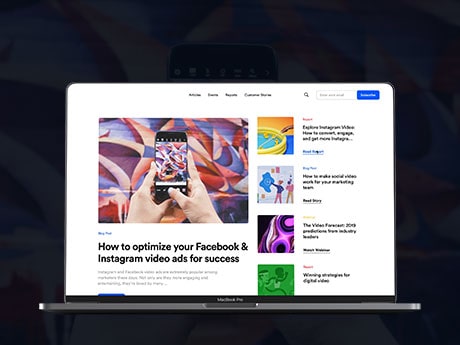 Articles Events Reports Customer Stories
Enter work email
Subscribe
Blog Post
How to optimize your Facebook &
Instagram video ads for success
Instagram and Facebook video ads are extremely popular among
marketers these days. Not only are they more engaging and
entertaining, they're loved by many...
Report
Explore Instagram Video:
How to convert, engage,
and get more Instagra...
Read Report
Blog Post
How to make social video
work for your marketing
team
Read Story
Webinar
The Video Forecast: 2019
predictions from industry
leaders
Watch Webinar
Report
Winning strategies for
digital video
MacBook Pro